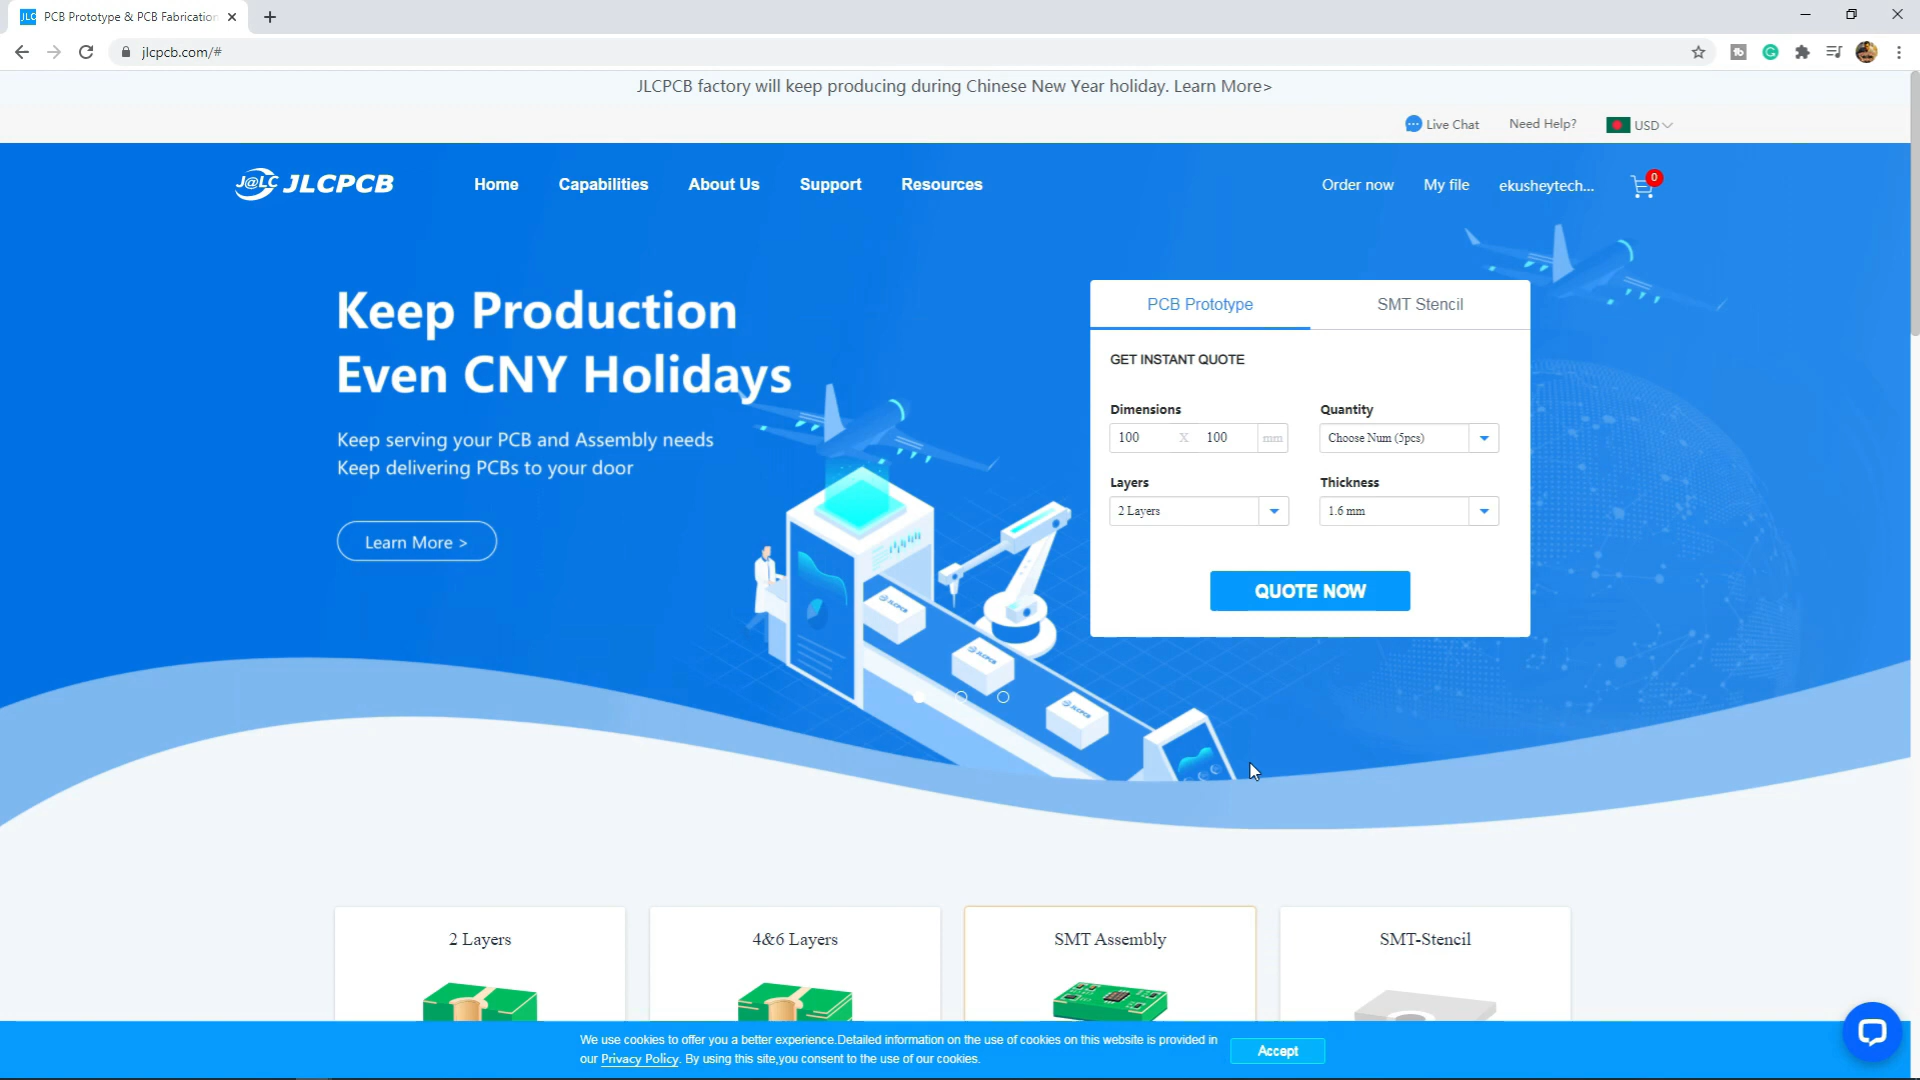 JLC PCB Prototype & PCB Fabrication
jlcpcb.com/#
JLCPCB factory will keep producing during Chinese New Year holiday. Learn More>
Live Chat Need Help? USD
J@LC JLCPCB Home Capabilities About Us Support Resources Order now My file ekusheytech... 0
Keep Production
Even CNY Holidays
Keep serving your PCB and Assembly needs
Keep delivering PCBs to your door
Learn More >
PCB Prototype SMT Stencil
GET INSTANT QUOTE
Dimensions Quantity
100 X 100 mm Choose Num (5pcs)
Layers Thickness
2 Layers 1.6 mm
QUOTE NOW
JLCPCB
JLCPCB
JLCPCB
2 Layers 4&6 Layers SMT Assembly SMT-Stencil
We use cookies to offer you a better experience.Detailed information on the use of cookies on this website is provided in
our Privacy Policy. By using this site,you consent to the use of our cookies.
Accept